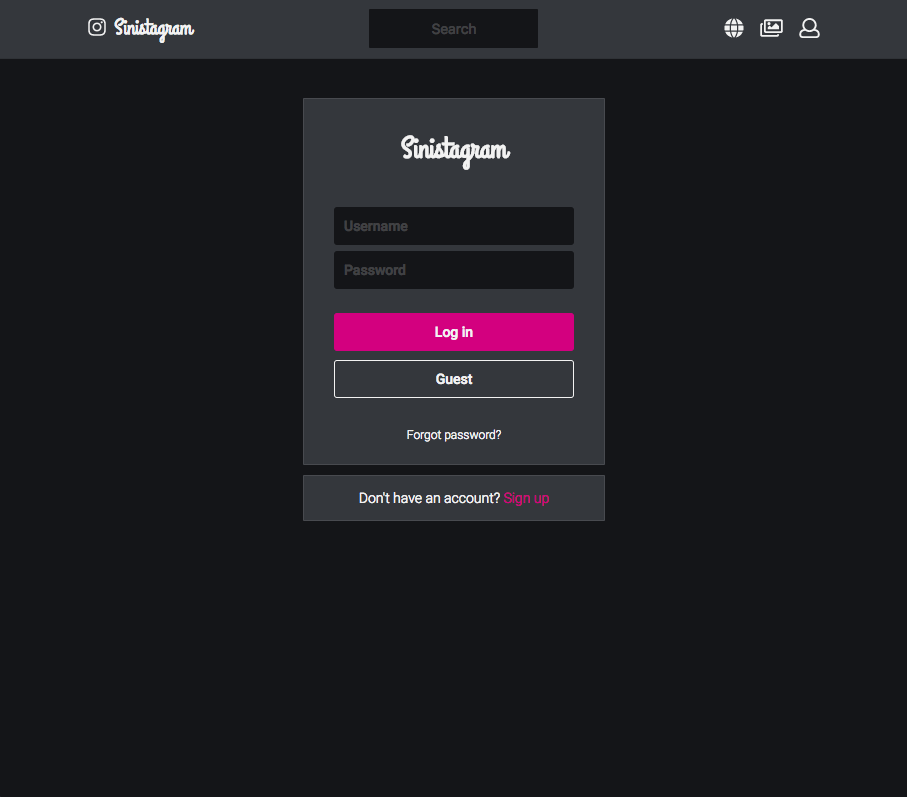 Sinistagram
Search
Sinistagram
Username
Password
Log in
Guest
Forgot password?
Don't have an account? Sign up